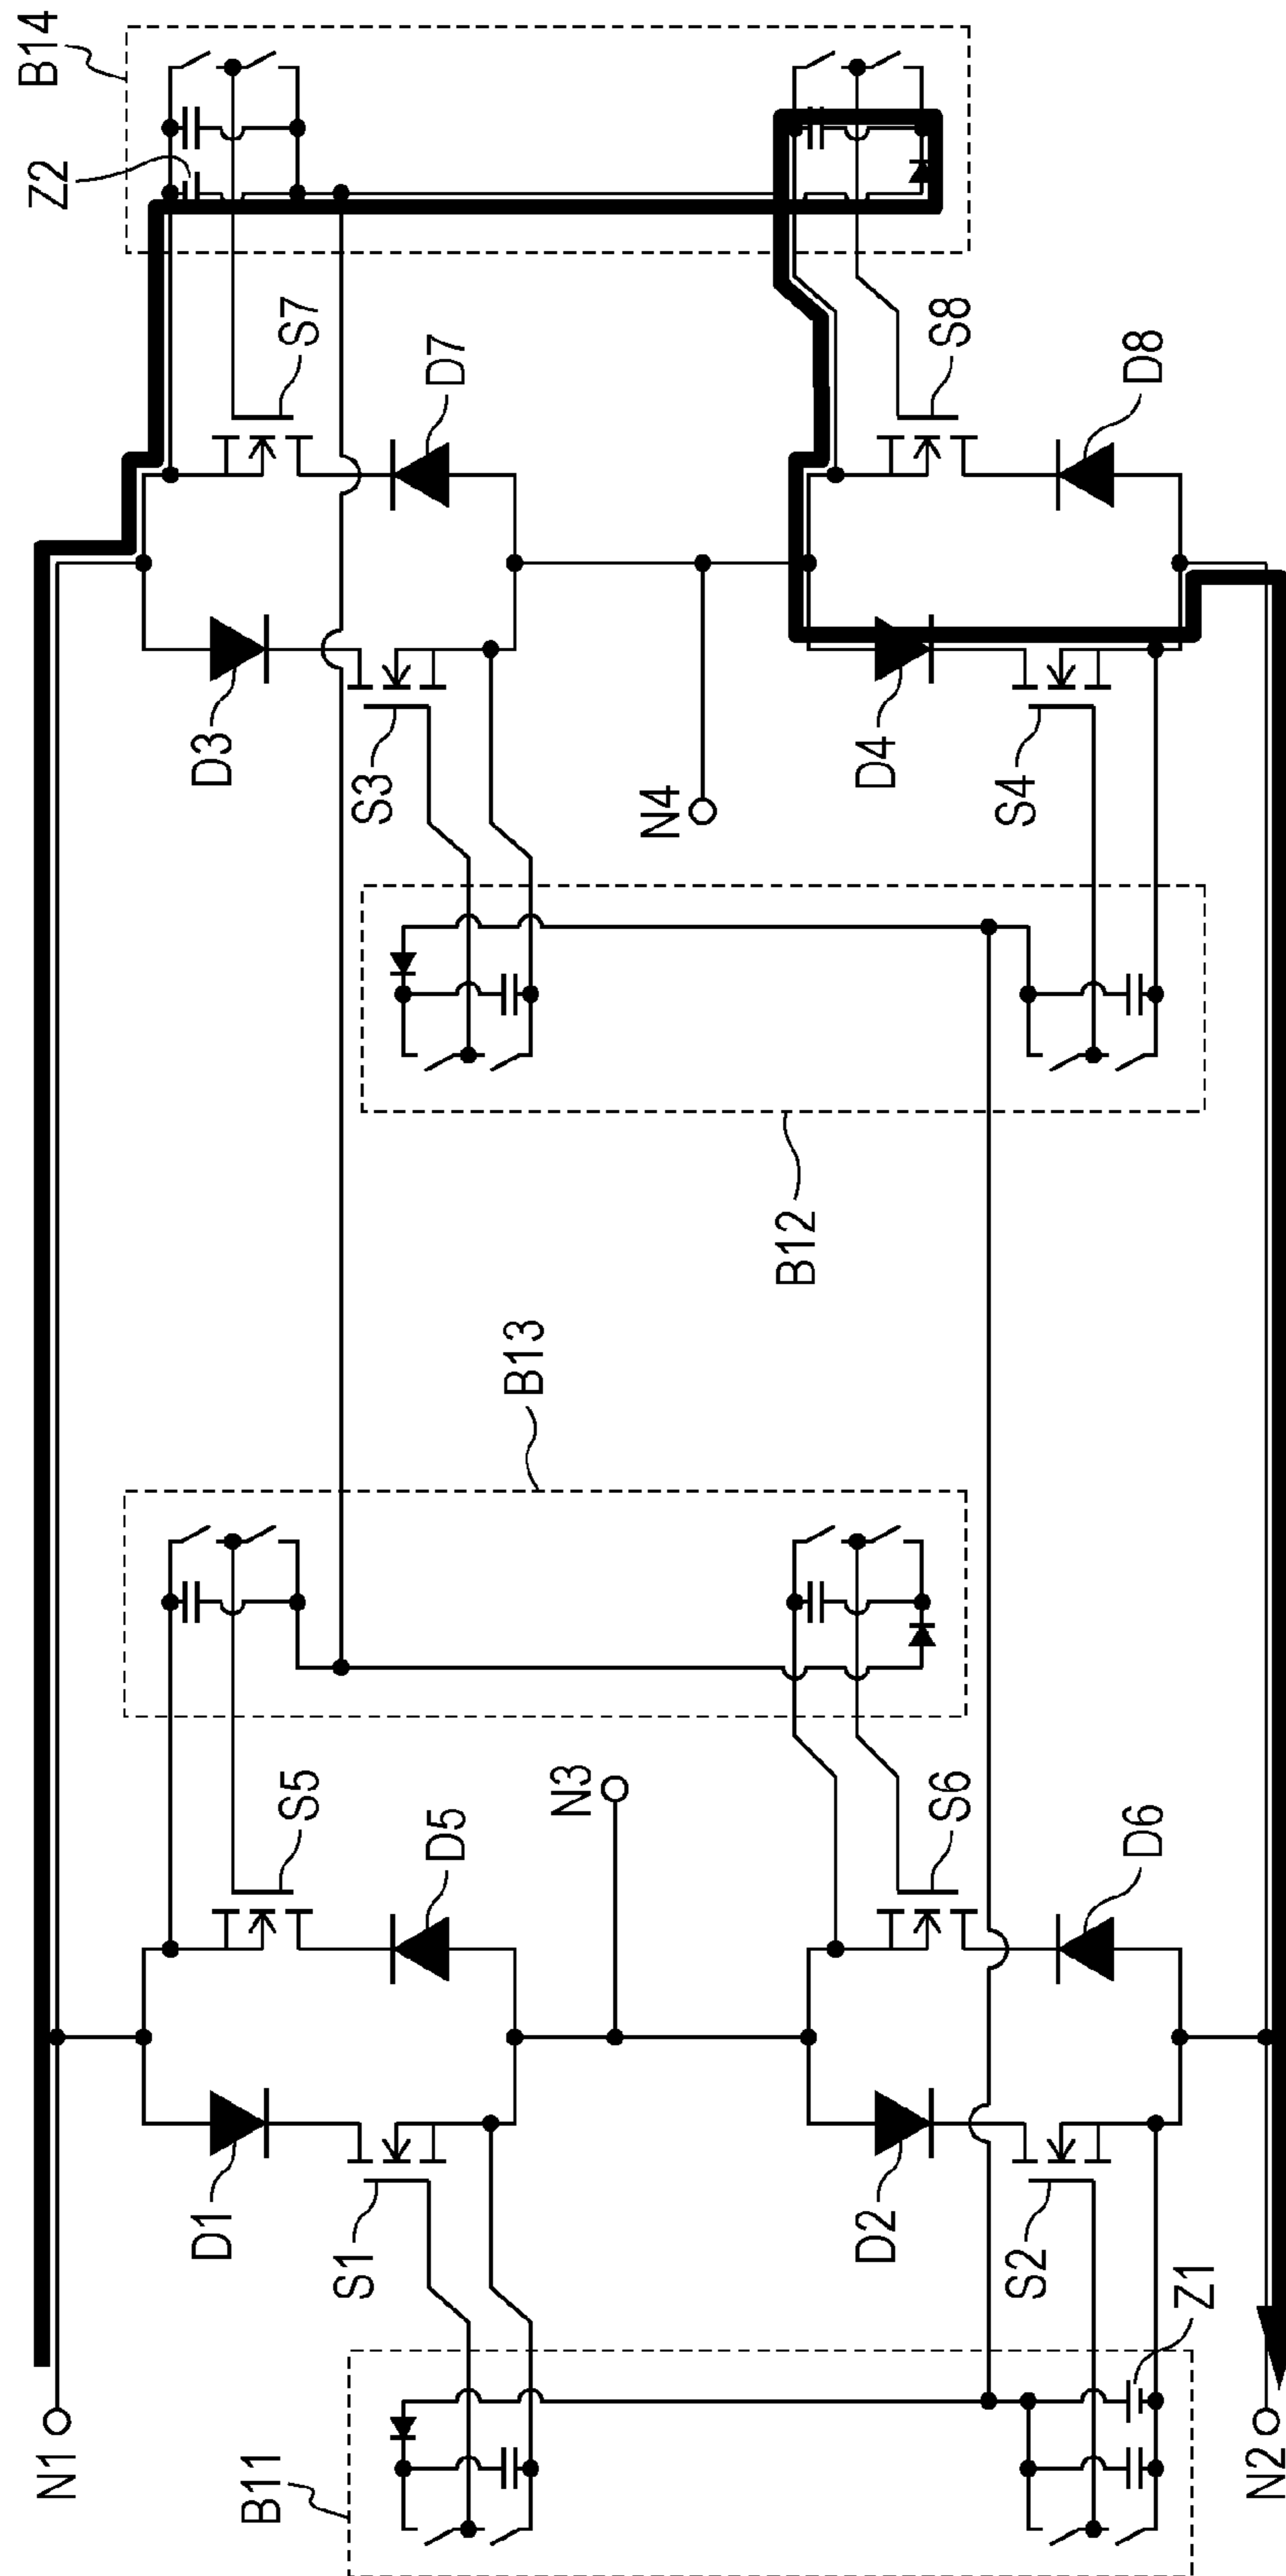 N1
B11
D1
S1
D2
S2
Z1
N2
S5
D5
N3
S6
D6
B13
B12
D3
S3
N4
D4
S4
S7
D7
S8
D8
Z2
B14